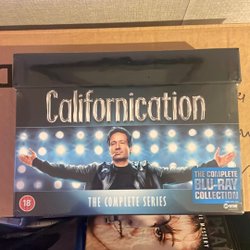 Californication
THE COMPLETE
BLU-RAY
COLLECTION
18
THE COMPLETE SERIES